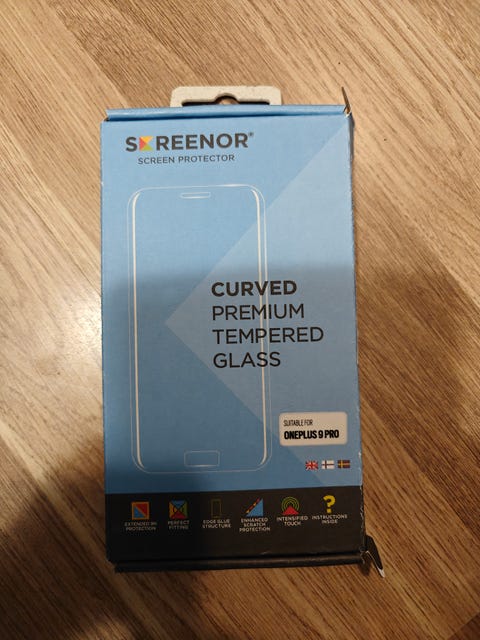 SCREENOR®
SCREEN PROTECTOR
CURVED
PREMIUM
TEMPERED
GLASS
SUITABLE FOR
ONEPLUS 9 PRO
EXTENDED 9H
PROTECTION
PERFECT
FITTING
EDGE GLUE
STRUCTURE
ENHANCED
SCRATCH
PROTECTION
INTENSIFIED
TOUCH
?
INSTRUCTIONS
INSIDE